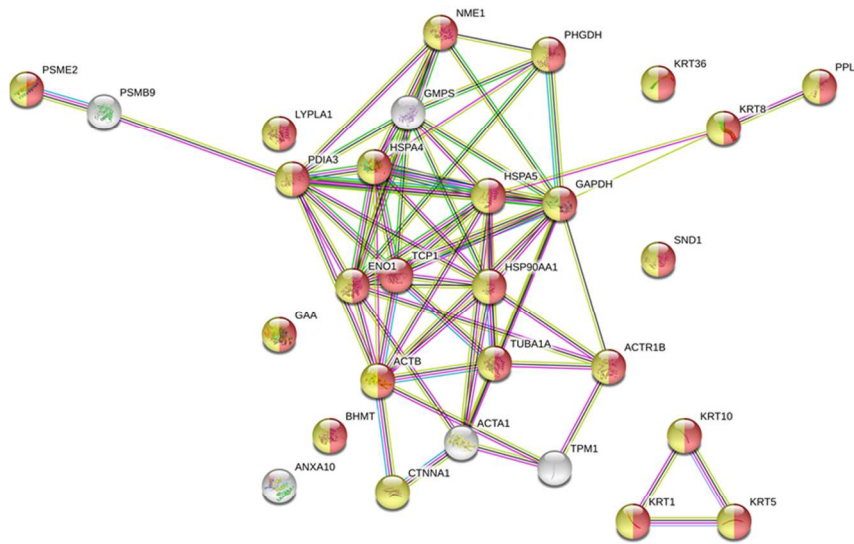 NME1
PHGDH
PSME2
KRT36
PPL
PSMB9
GMPS
LYPLA1
KRT8
HSPA4
PDIA3
HSPA5
GAPDH
SND1
TCP1
ENO1
HSP90AA1
GAA
TUBA1A
ACTR1B
ACTB
BHMT
ACTA1
KRT10
TPM1
ANXA10
CTNNA1
KRT1
KRT5